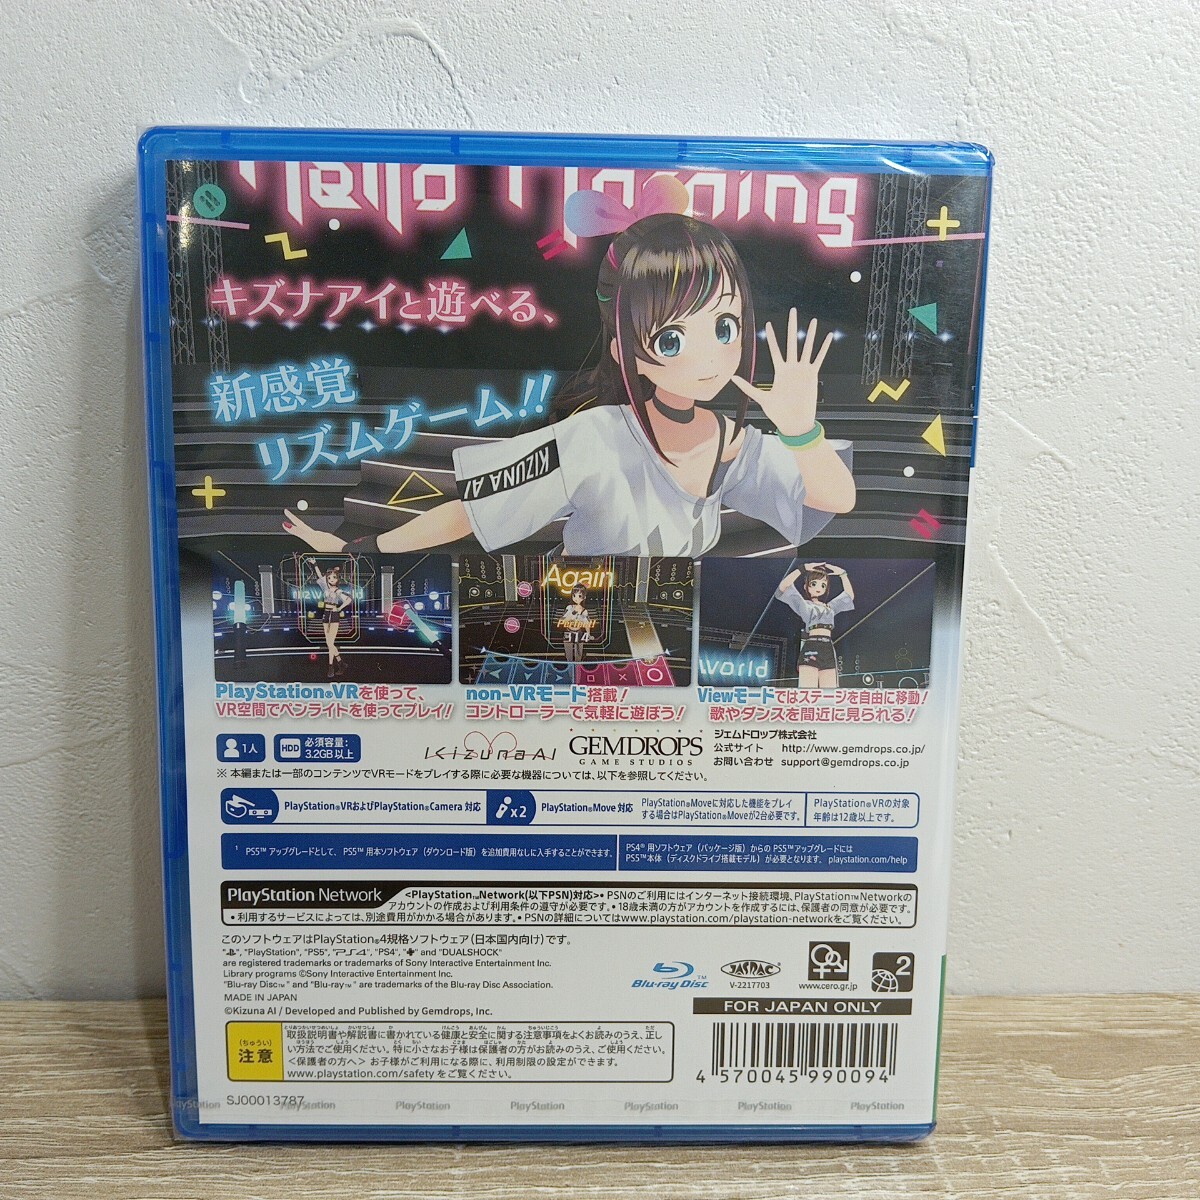 Hello Morning
キズナアイと遊べる、
新感覚
リズムゲーム!!
KIZUNA AI
Again
Perfect!
314
World
PlayStation®VRを使って、
VR空間でペンライトを使ってプレイ!
non-VRモード搭載!
コントローラーで気軽に遊ぼう!
Viewモードではステージを自由に移動!
歌やダンスを間近に見られる!
1人
HDD 必須容量:
3.2GB以上
KizunaAI
GEMDROPS
GAME STUDIOS
ジェムドロップ株式会社
公式サイト http://www.gemdrops.co.jp/
お問い合わせ support@gemdrops.co.jp
※ 本編または一部のコンテンツでVRモードをプレイする際に必要な機器については、以下を参照してください。
PlayStation®VRおよびPlayStation®Camera 対応
x2
PlayStation®Move 対応
PlayStation®Moveに対応した機能をプレイ
する場合はPlayStation®Moveが2台必要です。
PlayStation®VRの対象
年齢は12歳以上です。
1 PS5™ アップグレードとして、PS5™ 用本ソフトウェア(ダウンロード版)を追加費用なしに入手することができます。
PS4® 用ソフトウェア(パッケージ版)からの PS5™アップグレードには
PS5™本体(ディスクドライブ搭載モデル)が必要となります。 playstation.com/help
PlayStation Network
<PlayStation™Network(以下PSN)対応>• PSNのご利用にはインターネット接続環境、PlayStation™Networkの
アカウントの作成および利用条件の遵守が必要です。• 18歳未満の方がアカウントを作成するには、保護者の同意が必要です。
• 利用するサービスによっては、別途費用がかかる場合があります。• PSNの詳細についてはwww.playstation.com/playstation-networkをご覧ください。
このソフトウェアはPlayStation®4規格ソフトウェア(日本国内向け)です。
"PlayStation", "PS5", "PS4", "PS4", and "DUALSHOCK"
are registered trademarks or trademarks of Sony Interactive Entertainment Inc.
Library programs ©Sony Interactive Entertainment Inc.
"Blu-ray Disc™" and "Blu-ray™" are trademarks of the Blu-ray Disc Association.
MADE IN JAPAN
©Kizuna AI / Developed and Published by Gemdrops, Inc.
Blu-ray Disc™
JASRAC
V-2217703
www.cero.gr.jp
2
FOR JAPAN ONLY
(ちゅうい)
注意
取扱説明書や解説書に書かれている健康と安全に関する注意事項をよくお読みのうえ、正し
い方法でご使用ください。特に小さなお子様は保護者の方がお読みのうえ、ご使用ください。
<保護者の方へ> お子様がご利用になる際に、利用制限の設定ができます。
www.playstation.com/safety をご覧ください。
4 570045 990094
SJ00013787
PlayStation PlayStation PlayStation PlayStation PlayStation PlayStation PlayStation